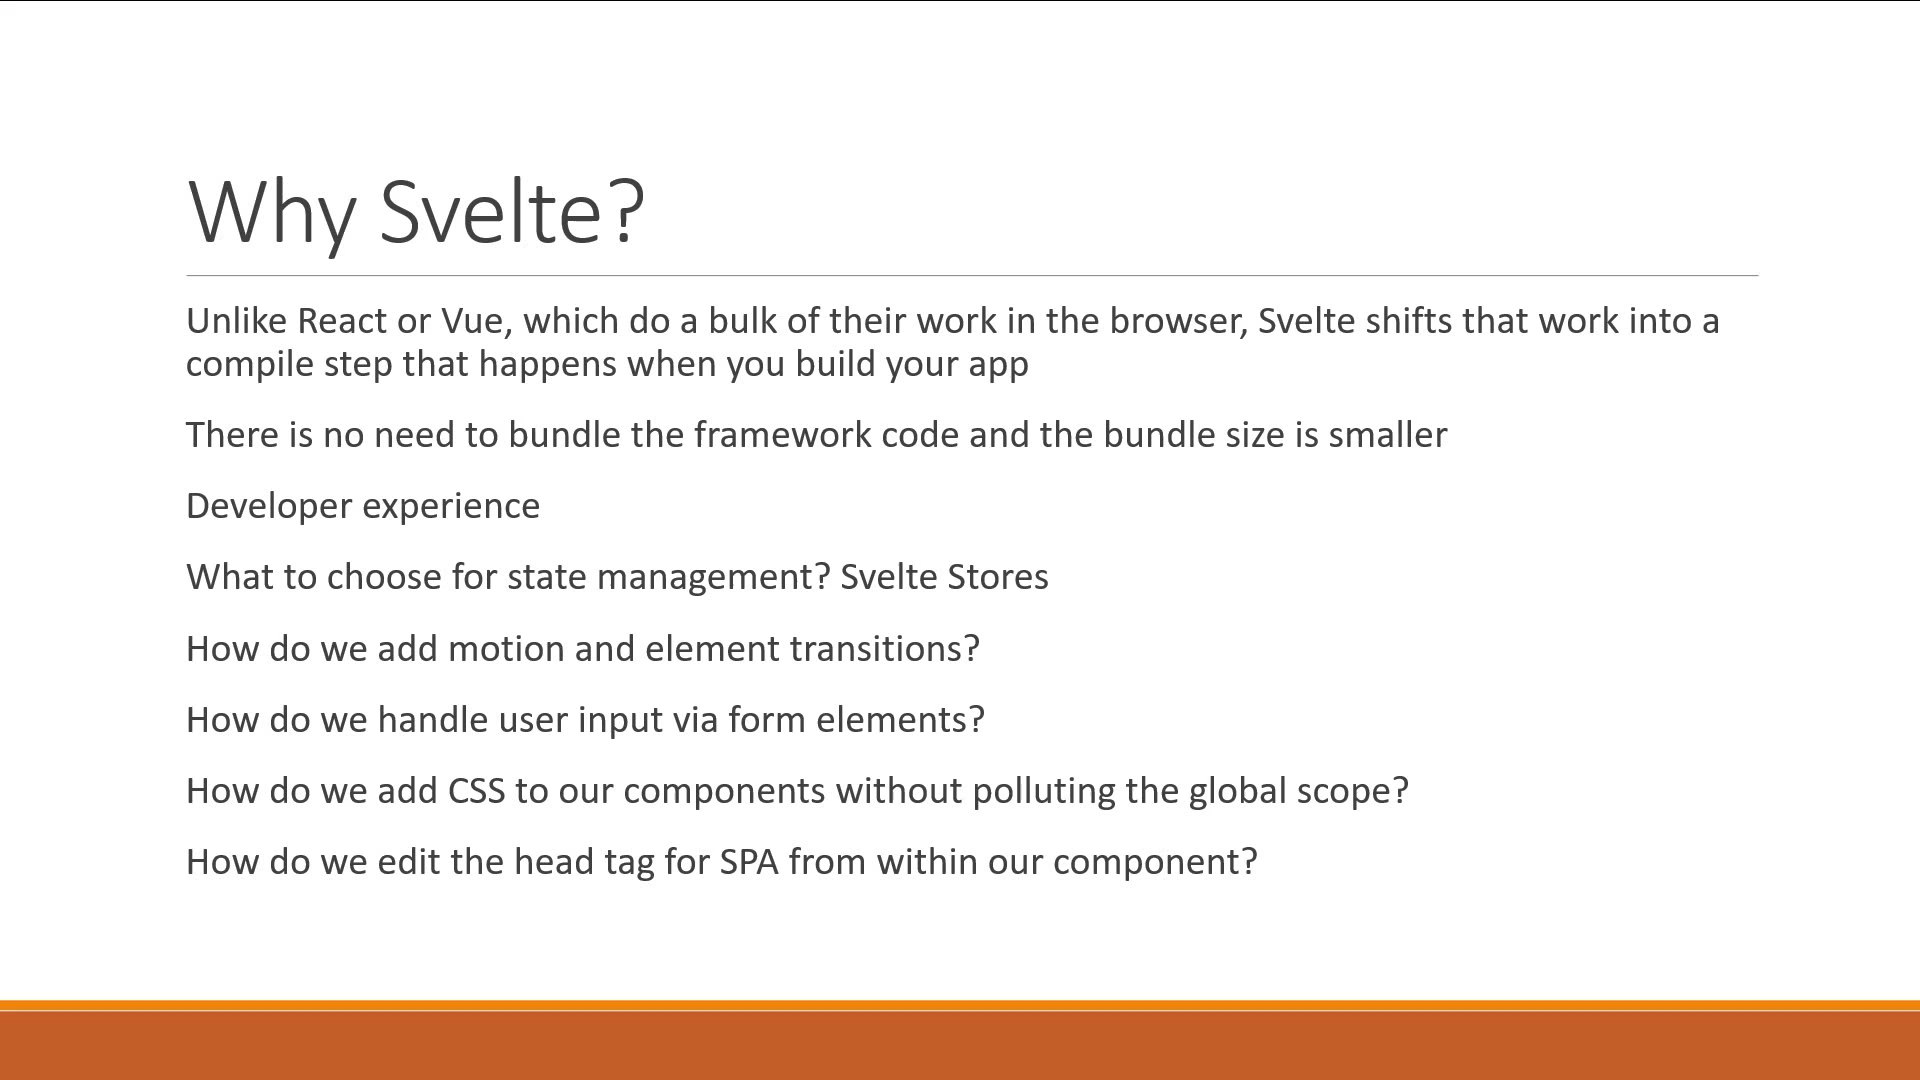 Why Svelte?
Unlike React or Vue, which do a bulk of their work in the browser, Svelte shifts that work into a
compile step that happens when you build your app
There is no need to bundle the framework code and the bundle size is smaller
Developer experience
What to choose for state management? Svelte Stores
How do we add motion and element transitions?
How do we handle user input via form elements?
How do we add CSS to our components without polluting the global scope?
How do we edit the head tag for SPA from within our component?